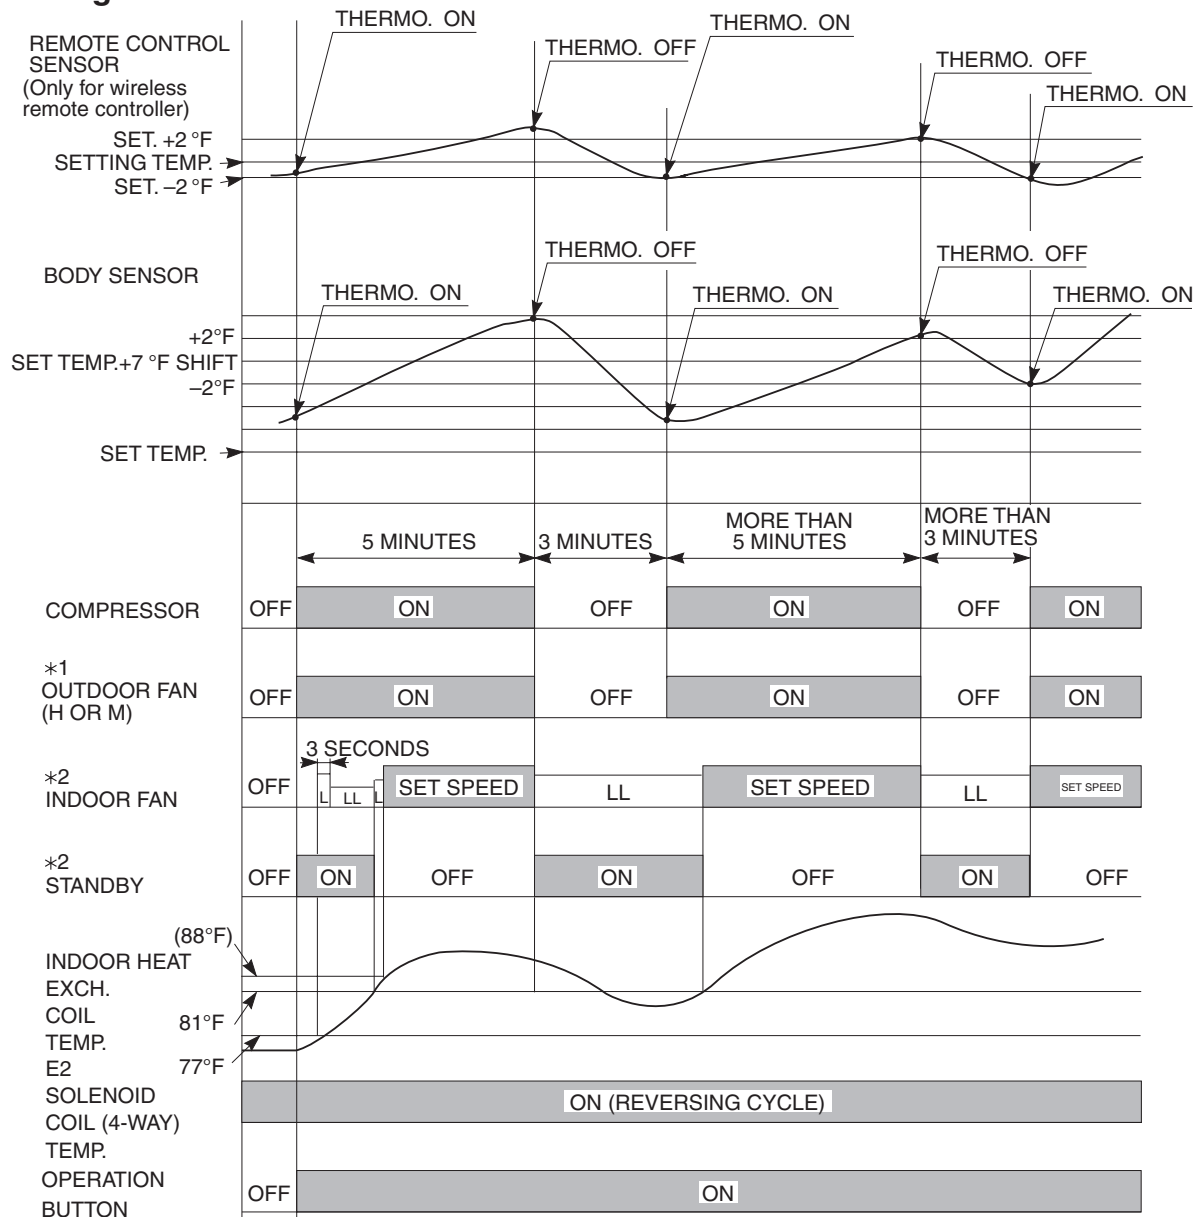 THERMO. ON
THERMO. ON
REMOTE CONTROL
SENSOR
(Only for wireless
remote controller)
THERMO. OFF
THERMO. OFF
THERMO. ON
SET. +2 °F
SETTING TEMP.
SET. –2 °F
BODY SENSOR
THERMO. OFF
THERMO. OFF
THERMO. ON
THERMO. ON
THERMO. ON
+2°F
SET TEMP.+7 °F SHIFT
–2°F
SET TEMP.
5 MINUTES
3 MINUTES
MORE THAN
5 MINUTES
MORE THAN
3 MINUTES
COMPRESSOR
OFF ON OFF ON OFF ON
*1
OUTDOOR FAN
(H OR M)
OFF ON OFF ON OFF ON
3 SECONDS
*2
INDOOR FAN
OFF L LL L SET SPEED LL SET SPEED LL SET SPEED
*2
STANDBY
OFF ON OFF ON OFF ON OFF
(88°F)
INDOOR HEAT
EXCH.
COIL
81°F
TEMP.
E2
77°F
SOLENOID
COIL (4-WAY)
TEMP.
ON (REVERSING CYCLE)
OPERATION
BUTTON
OFF ON